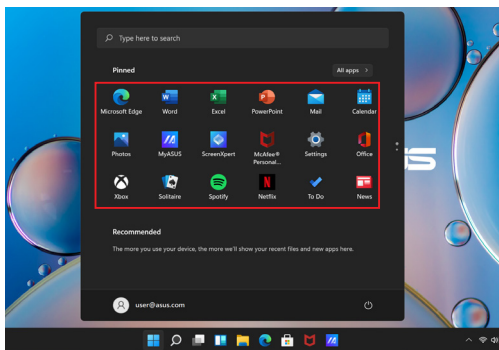 Type here to search
Pinned
All apps >
Microsoft Edge Word Excel PowerPoint Mail Calendar
Photos MyASUS ScreenXpert McAfee® Personal... Settings Office
Xbox Solitaire Spotify Netflix To Do News
Recommended
The more you use your device, the more we'll show your recent files and new apps here.
user@asus.com